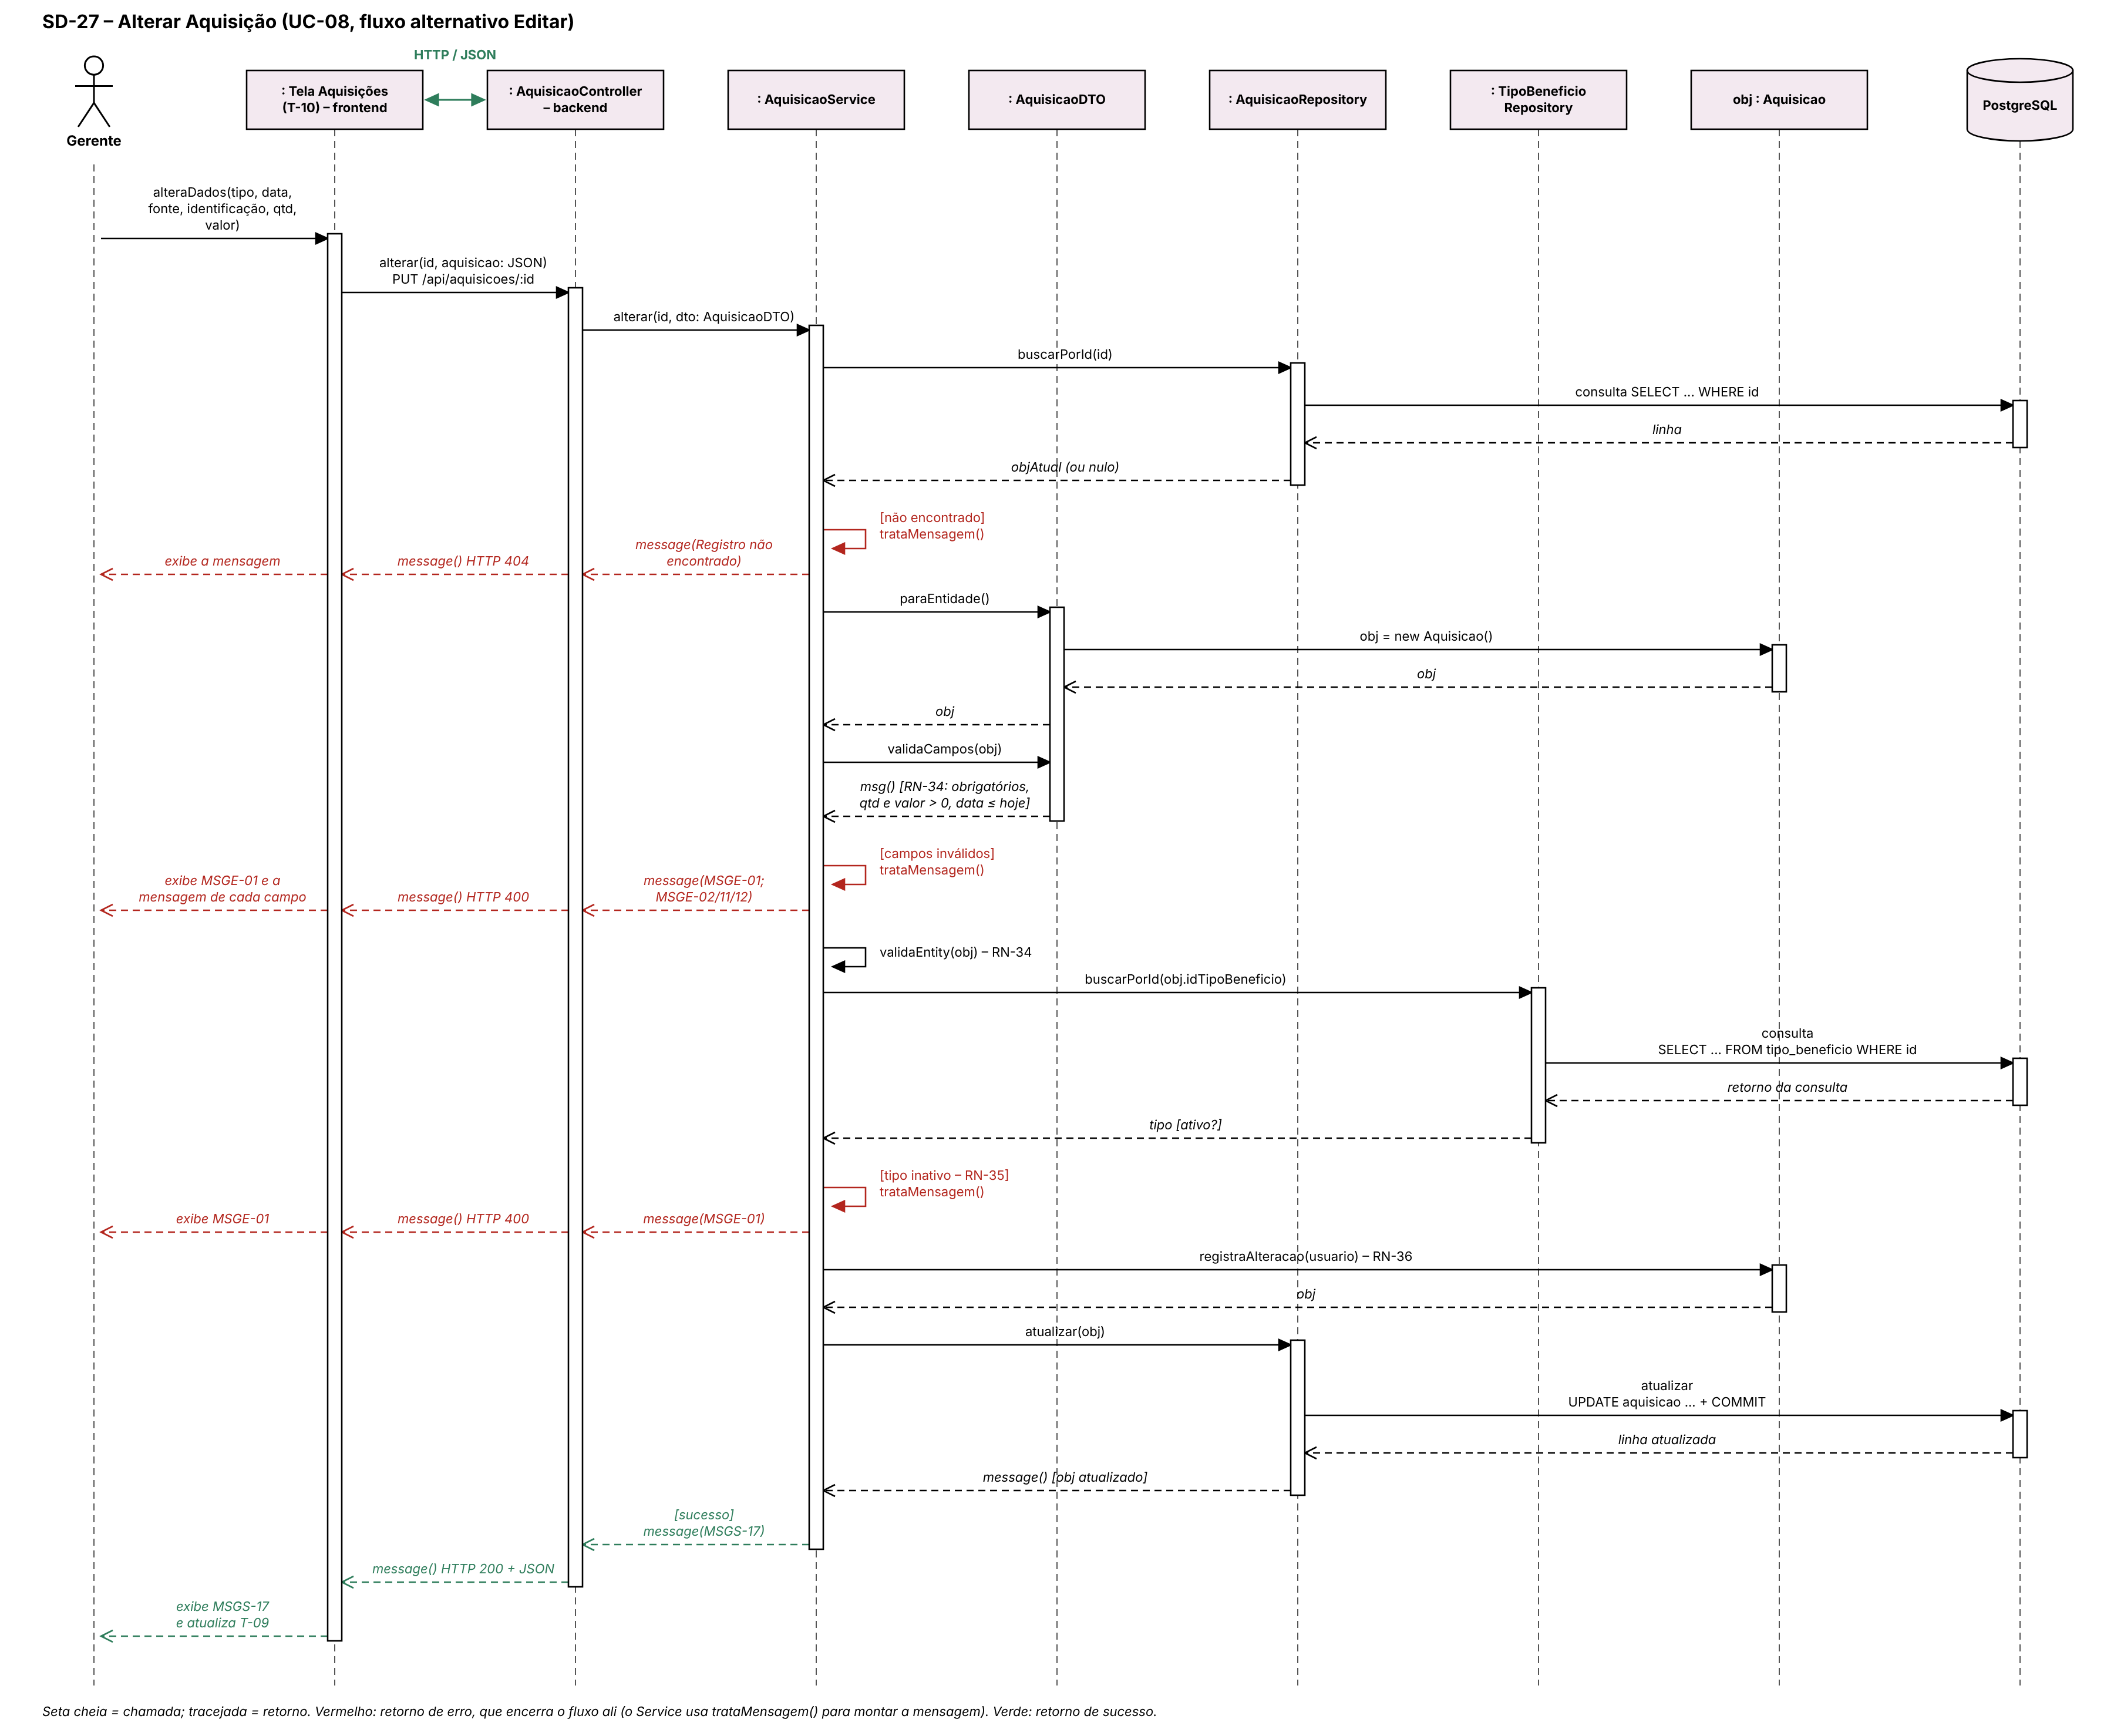 SD-27 – Alterar Aquisição (UC-08, fluxo alternativo Editar)
HTTP / JSON
Gerente
: Tela Aquisições
(T-10) – frontend
: AquisicaoController
– backend
: AquisicaoService
: AquisicaoDTO
: AquisicaoRepository
: TipoBeneficio
Repository
obj : Aquisicao
PostgreSQL
alteraDados(tipo, data,
fonte, identificação, qtd,
valor)
alterar(id, aquisicao: JSON)
PUT /api/aquisicoes/:id
alterar(id, dto: AquisicaoDTO)
buscarPorId(id)
consulta SELECT ... WHERE id
linha
objAtual (ou nulo)
[não encontrado]
trataMensagem()
message(Registro não
encontrado)
message() HTTP 404
exibe a mensagem
paraEntidade()
obj = new Aquisicao()
obj
obj
validaCampos(obj)
msg() [RN-34: obrigatórios,
qtd e valor > 0, data ≤ hoje]
[campos inválidos]
trataMensagem()
message(MSGE-01;
MSGE-02/11/12)
message() HTTP 400
exibe MSGE-01 e a
mensagem de cada campo
validaEntity(obj) – RN-34
buscarPorId(obj.idTipoBeneficio)
consulta
SELECT ... FROM tipo_beneficio WHERE id
retorno da consulta
tipo [ativo?]
[tipo inativo – RN-35]
trataMensagem()
message(MSGE-01)
message() HTTP 400
exibe MSGE-01
registraAlteracao(usuario) – RN-36
obj
atualizar(obj)
atualizar
UPDATE aquisicao ... + COMMIT
linha atualizada
message() [obj atualizado]
[sucesso]
message(MSGS-17)
message() HTTP 200 + JSON
exibe MSGS-17
e atualiza T-09
Seta cheia = chamada; tracejada = retorno. Vermelho: retorno de erro, que encerra o fluxo ali (o Service usa trataMensagem() para montar a mensagem). Verde: retorno de sucesso.